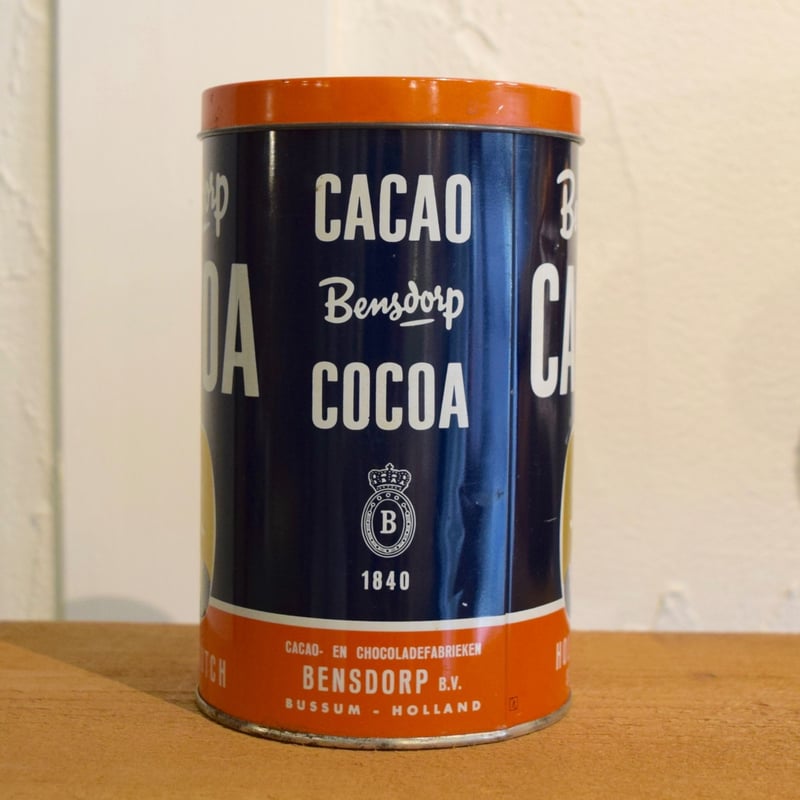 CACAO
Bensdorp
COCOA
B
1840
CACAO- EN CHOCOLADEFABRIEKEN
BENSDORP B.V.
BUSSUM - HOLLAND